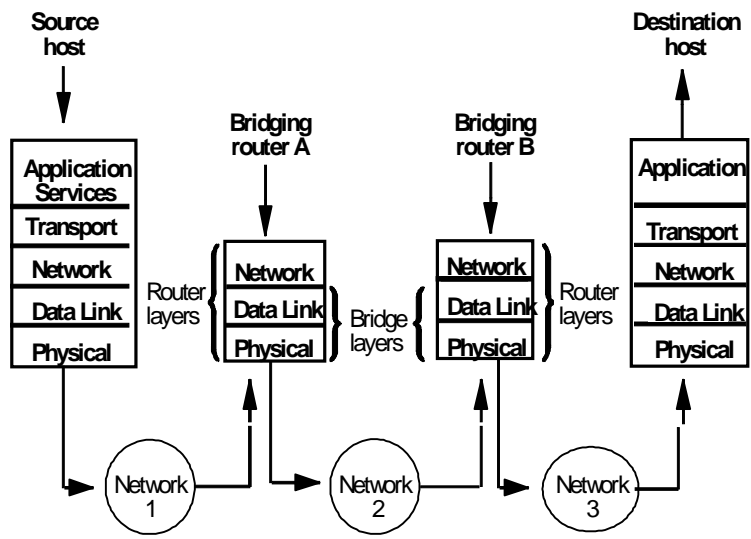 Source
host
Destination
host
Bridging
router A
Bridging
router B
Application
Services
Transport
Network
Data Link
Physical
Router
layers
Network
Data Link
Physical
Bridge
layers
Network
Data Link
Physical
Router
layers
Application
Transport
Network
Data Link
Physical
Network
1
Network
2
Network
3